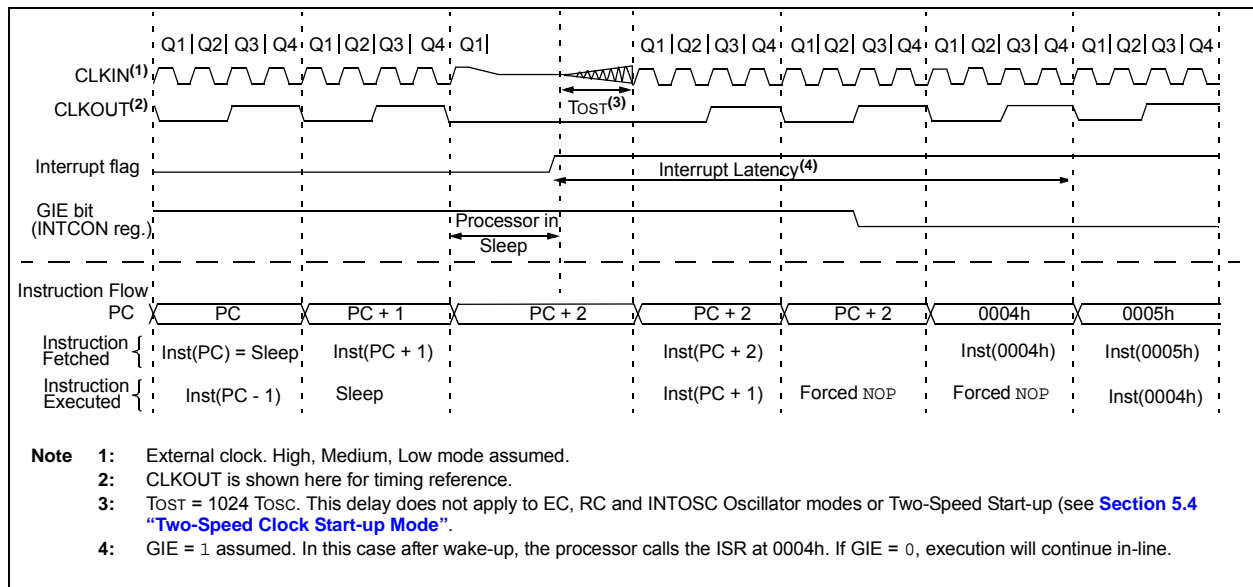 Q1 Q2 Q3 Q4 Q1 Q2 Q3 Q4 Q1 Q1 Q2 Q3 Q4 Q1 Q2 Q3 Q4 Q1 Q2 Q3 Q4 Q1 Q2 Q3 Q4
CLKIN(1)
CLKOUT(2)
TOST(3)
Interrupt flag
Interrupt Latency(4)
GIE bit
(INTCON reg.)
Processor in
Sleep
Instruction Flow
PC PC PC + 1 PC + 2 PC + 2 PC + 2 0004h 0005h
Instruction
Fetched
Inst(PC) = Sleep Inst(PC + 1) Inst(PC + 2) Inst(0004h) Inst(0005h)
Instruction
Executed
Inst(PC - 1) Sleep Inst(PC + 1) Forced NOP Forced NOP Inst(0004h)
Note 1: External clock. High, Medium, Low mode assumed.
2: CLKOUT is shown here for timing reference.
3: TOST = 1024 TOSC. This delay does not apply to EC, RC and INTOSC Oscillator modes or Two-Speed Start-up (see Section 5.4
“Two-Speed Clock Start-up Mode”.
4: GIE = 1 assumed. In this case after wake-up, the processor calls the ISR at 0004h. If GIE = 0, execution will continue in-line.